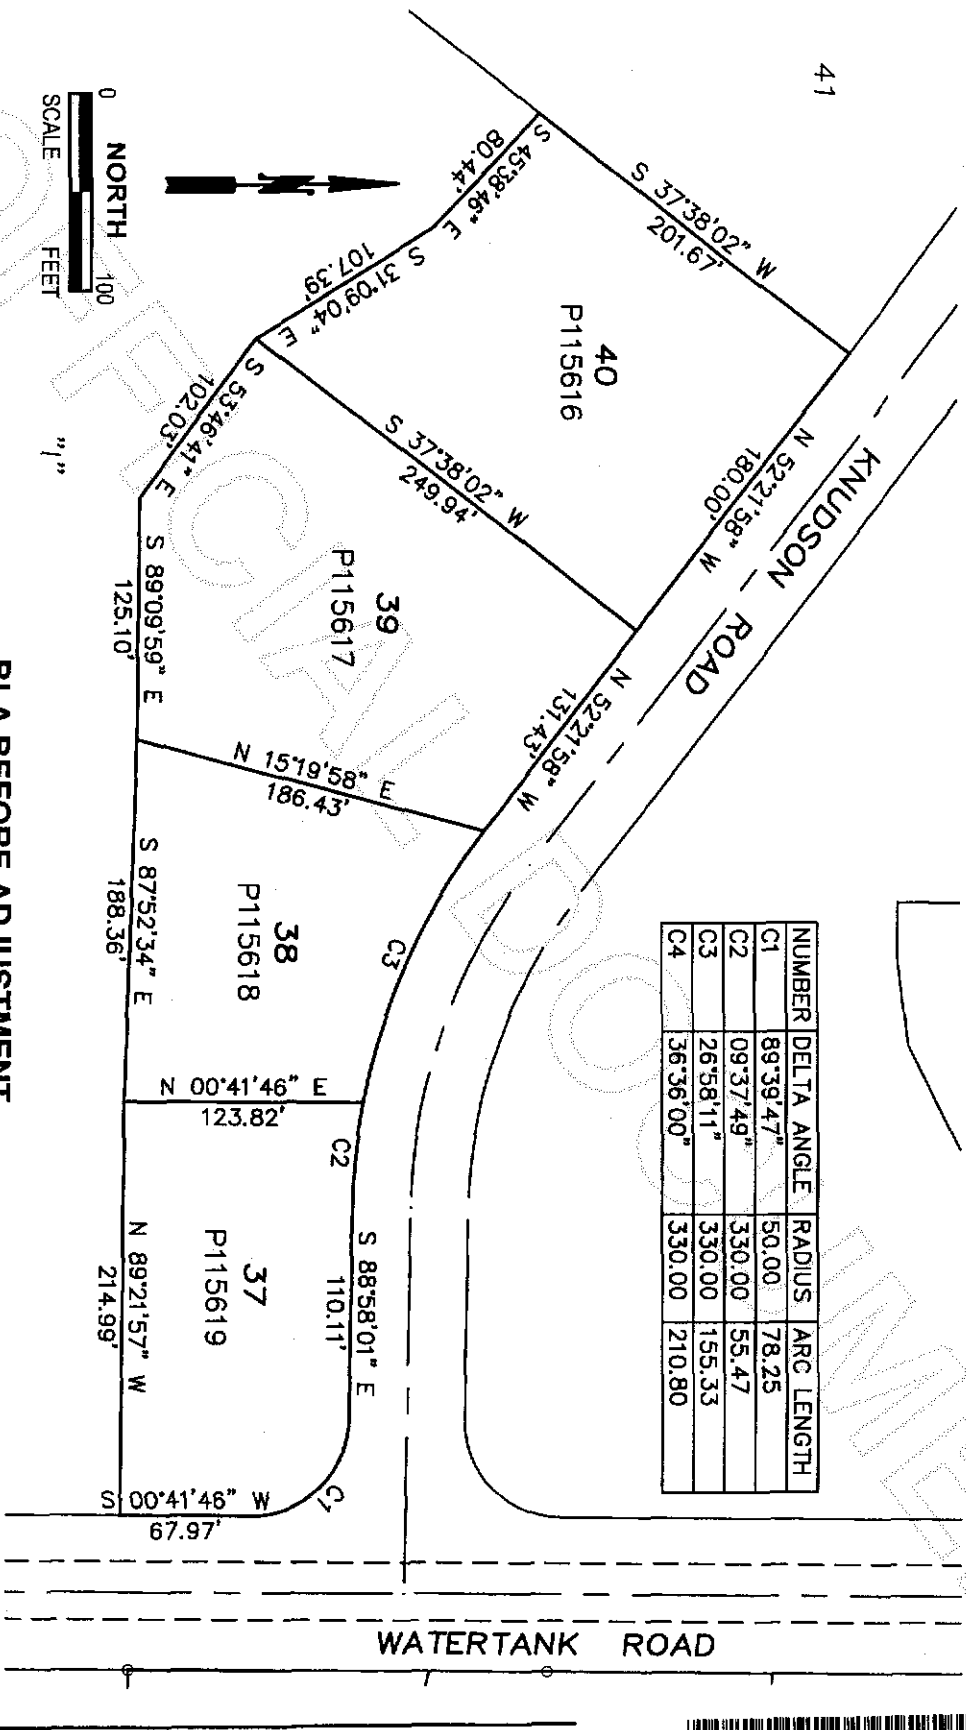 41
S 37°38'02" W
201.67'
S 45°38'46" E
80.44'
S 31°09'04" E
107.39'
40
P115616
N 52°21'58" W
180.00'
KNUDSON ROAD
S 37°38'02" W
249.94'
S 53°46'41" E
102.03'
39
P115617
N 52°21'58" W
131.43'
S 89°09'59" E
125.10'
N 15°19'58" E
186.43'
38
P115618
C3
S 87°52'34" E
188.36'
N 00°41'46" E
123.82'
C2
37
P115619
S 88°58'01" E
110.11'
N 89°21'57" W
214.99'
C1
S 00°41'46" W
67.97'
WATERTANK ROAD
NUMBER DELTA ANGLE RADIUS ARC LENGTH
C1 89°39'47" 50.00 78.25
C2 09°37'49" 330.00 55.47
C3 26°58'11" 330.00 155.33
C4 36°36'00" 330.00 210.80
NORTH
0 100
SCALE FEET
"1"
BLA BEFORE ADJUSTMENT